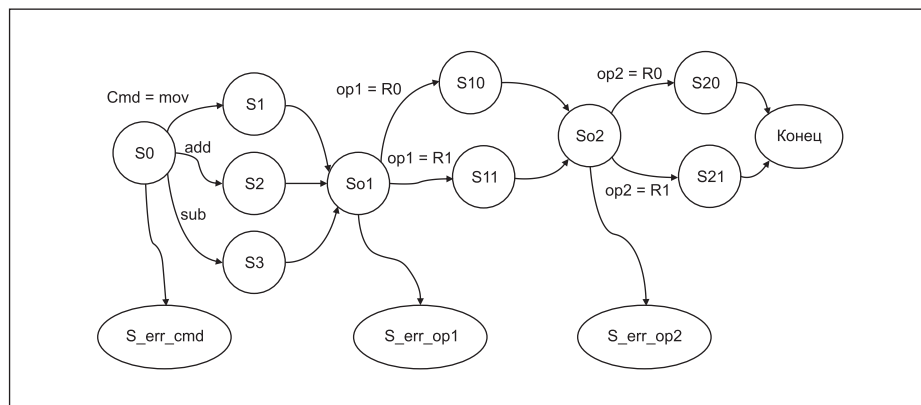 Cmd = mov
S0
add
sub
S1
S2
S3
So1
op1 = R0
op1 = R1
S10
S11
So2
op2 = R0
op2 = R1
S20
S21
Конец
S_err_cmd
S_err_op1
S_err_op2